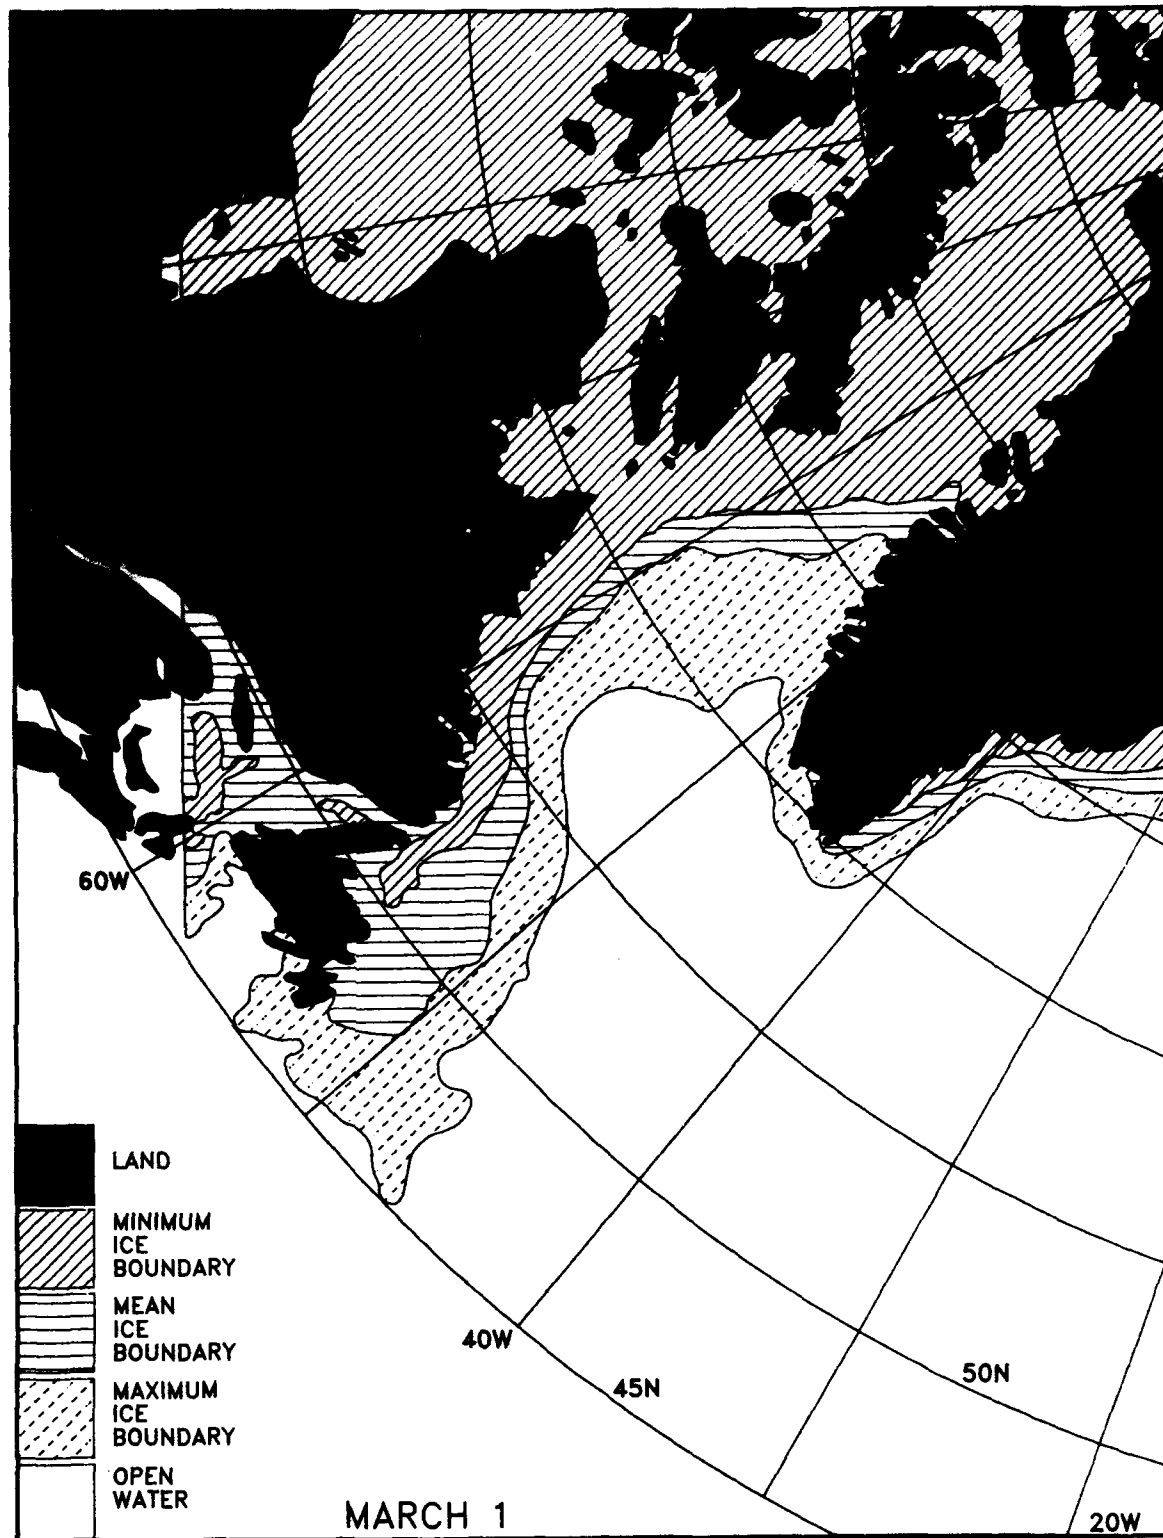 60W
LAND
MINIMUM
ICE
BOUNDARY
MEAN
ICE
BOUNDARY
40W
45N
50N
MAXIMUM
ICE
BOUNDARY
OPEN
WATER
MARCH 1
20W